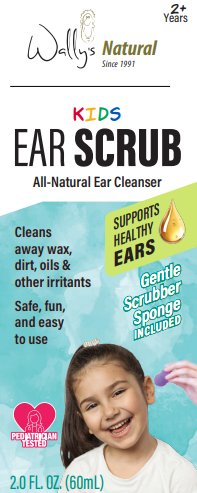 2+
Years
Wally's Natural
Since 1991
KIDS
EAR SCRUB
All-Natural Ear Cleanser
SUPPORTS
HEALTHY
EARS
Cleans
away wax,
dirt, oils &
other irritants
Gentle
Scrubber
Sponge
INCLUDED
Safe, fun,
and easy
to use
PEDIATRICIAN
TESTED
2.0 FL. OZ. (60mL)